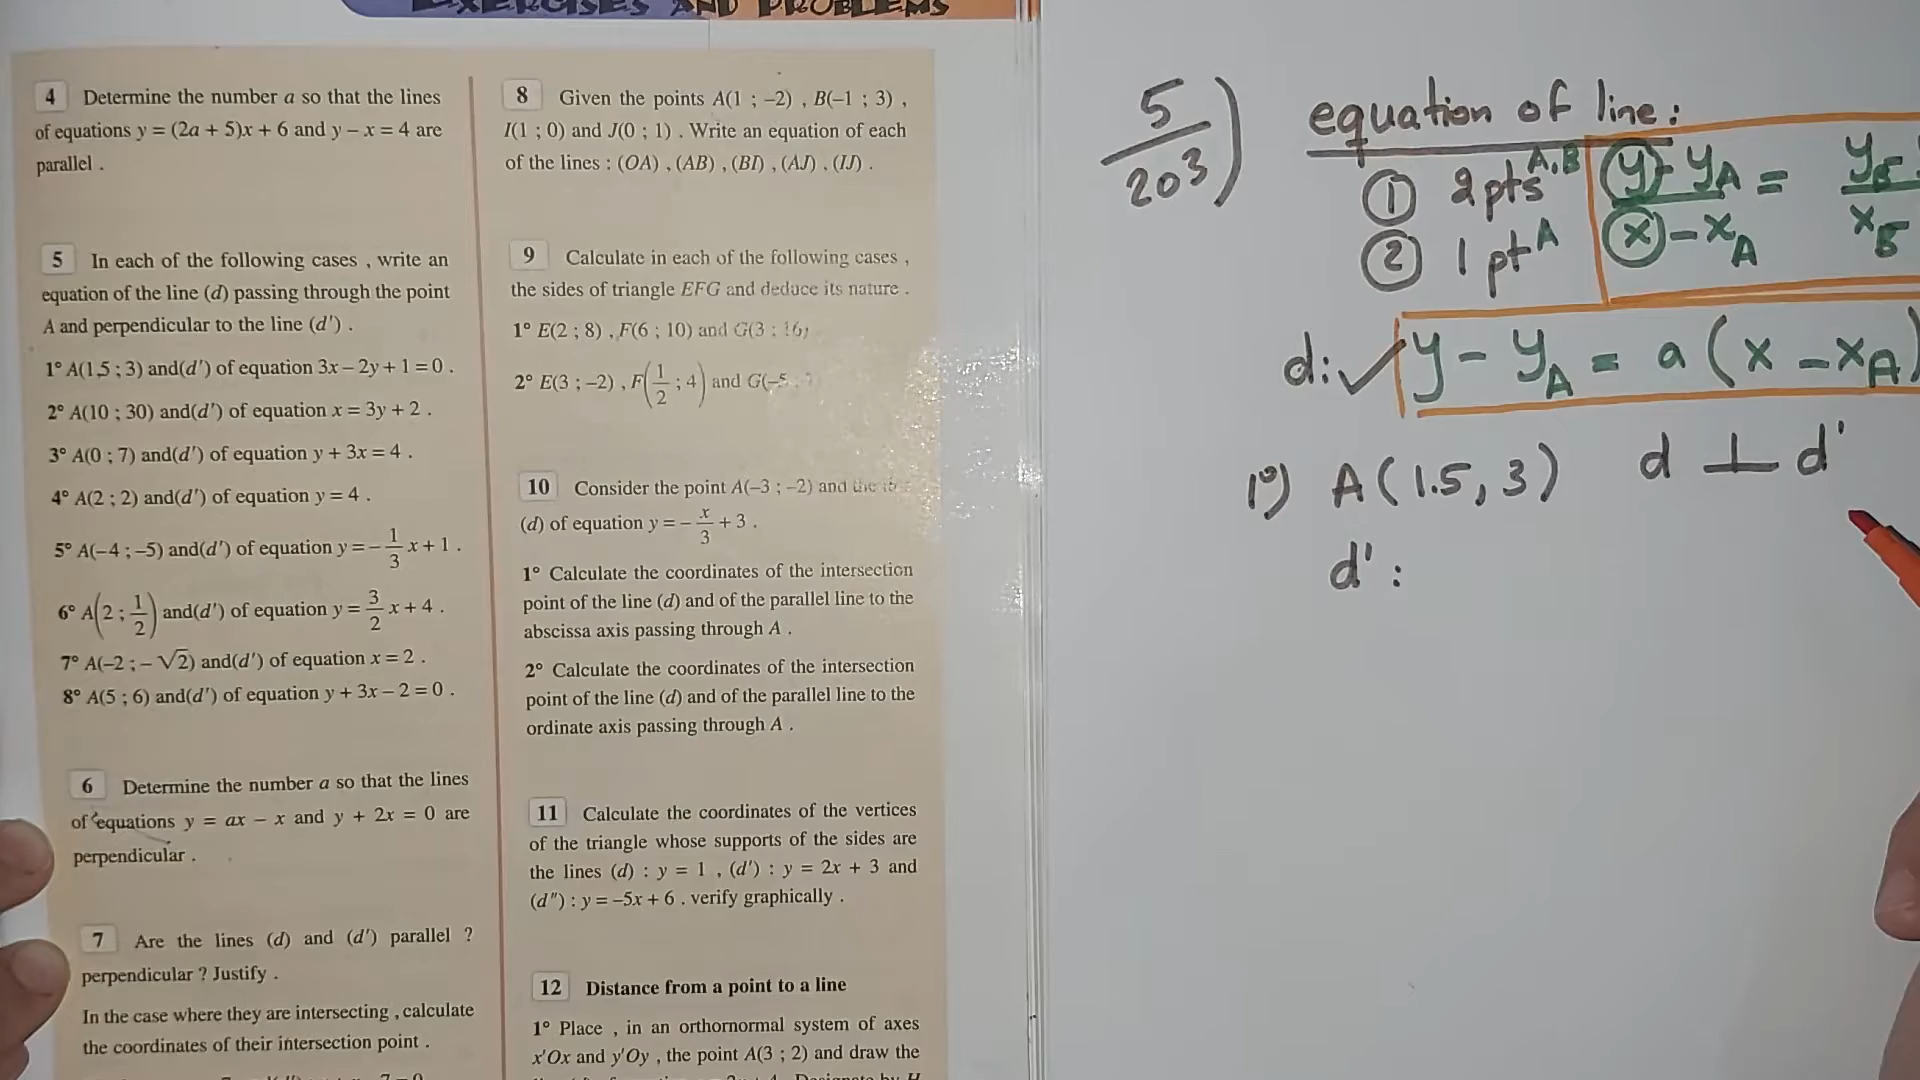 EXERCISES AND PROBLEMS
4 Determine the number a so that the lines
of equations y = (2a + 5)x + 6 and y – x = 4 are
parallel .
5 In each of the following cases , write an
equation of the line (d) passing through the point
A and perpendicular to the line (d') .
1° A(1,5 ; 3) and(d') of equation 3x – 2y + 1 = 0 .
2° A(10 ; 30) and(d') of equation x = 3y + 2 .
3° A(0 ; 7) and(d') of equation y + 3x = 4 .
4° A(2 ; 2) and(d') of equation y = 4 .
5° A(–4 ; –5) and(d') of equation y = – 1/3 x + 1 .
6° A(2 ; 1/2) and(d') of equation y = 3/2 x + 4 .
7° A(–2 ; – √2) and(d') of equation x = 2 .
8° A(5 ; 6) and(d') of equation y + 3x – 2 = 0 .
6 Determine the number a so that the lines
of equations y = ax – x and y + 2x = 0 are
perpendicular .
7 Are the lines (d) and (d') parallel ?
perpendicular ? Justify .
In the case where they are intersecting , calculate
the coordinates of their intersection point .
8 Given the points A(1 ; –2) , B(–1 ; 3) ,
I(1 ; 0) and J(0 ; 1) . Write an equation of each
of the lines : (OA) , (AB) , (BI) , (AJ) , (IJ) .
9 Calculate in each of the following cases ,
the sides of triangle EFG and deduce its nature .
1° E(2 ; 8) , F(6 ; 10) and G(3 ; 16)
2° E(3 ; –2) , F(1/2 ; 4) and G(–5 ;
10 Consider the point A(–3 ; –2) and the
(d) of equation y = – x/3 + 3 .
1° Calculate the coordinates of the intersection
point of the line (d) and of the parallel line to the
abscissa axis passing through A .
2° Calculate the coordinates of the intersection
point of the line (d) and of the parallel line to the
ordinate axis passing through A .
11 Calculate the coordinates of the vertices
of the triangle whose supports of the sides are
the lines (d) : y = 1 , (d') : y = 2x + 3 and
(d") : y = –5x + 6 . verify graphically .
12 Distance from a point to a line
1° Place , in an orthornormal system of axes
x'Ox and y'Oy , the point A(3 ; 2) and draw the
5/203) equation of line:
① 2pts A,B y - yA / x - xA = yB / xB
② 1 pt A
d: ✓ y - yA = a (x - xA)
1°) A(1.5, 3) d ⊥ d'
d' :